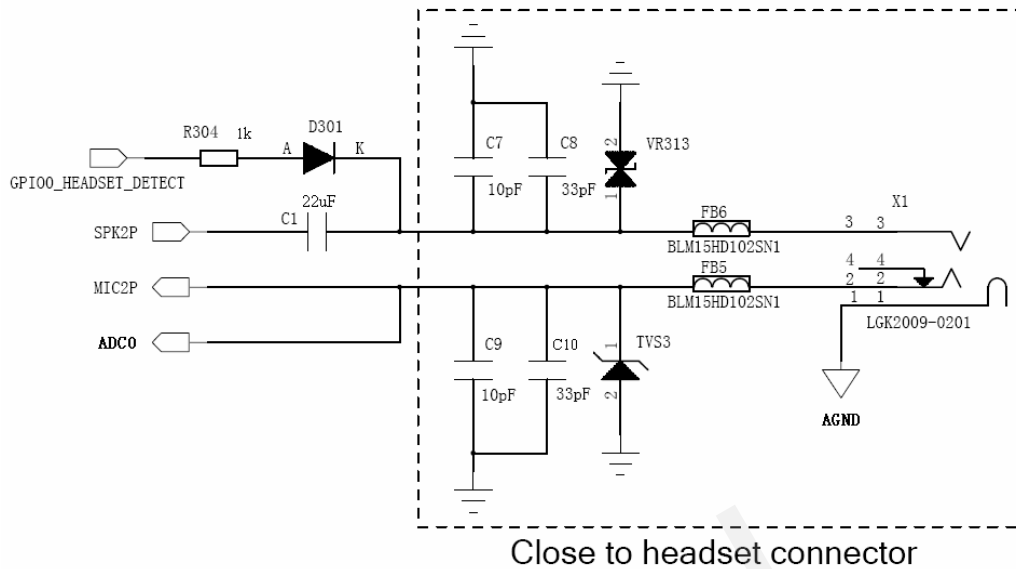 R304 1k
D301
A K
GPIO0_HEADSET_DETECT
C7
10pF
C8
33pF
2
1
VR313
22uF
C1
SPK2P
FB6
BLM15HD102SN1
X1
3 3
MIC2P
FB5
BLM15HD102SN1
4 4
2 2
1 1
LGK2009-0201
ADC0
C9
10pF
C10
33pF
1
2
TVS3
AGND
Close to headset connector